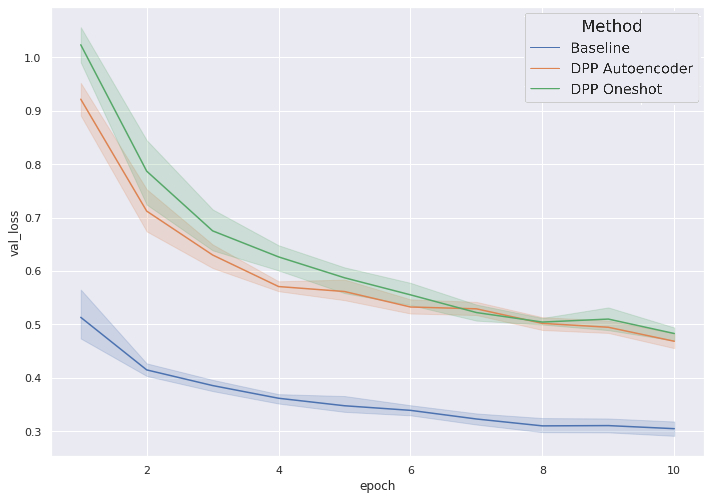 Method
Baseline
DPP Autoencoder
DPP Oneshot
1.0
0.9
0.8
0.7
0.6
0.5
0.4
0.3
val_loss
2
4
6
8
10
epoch